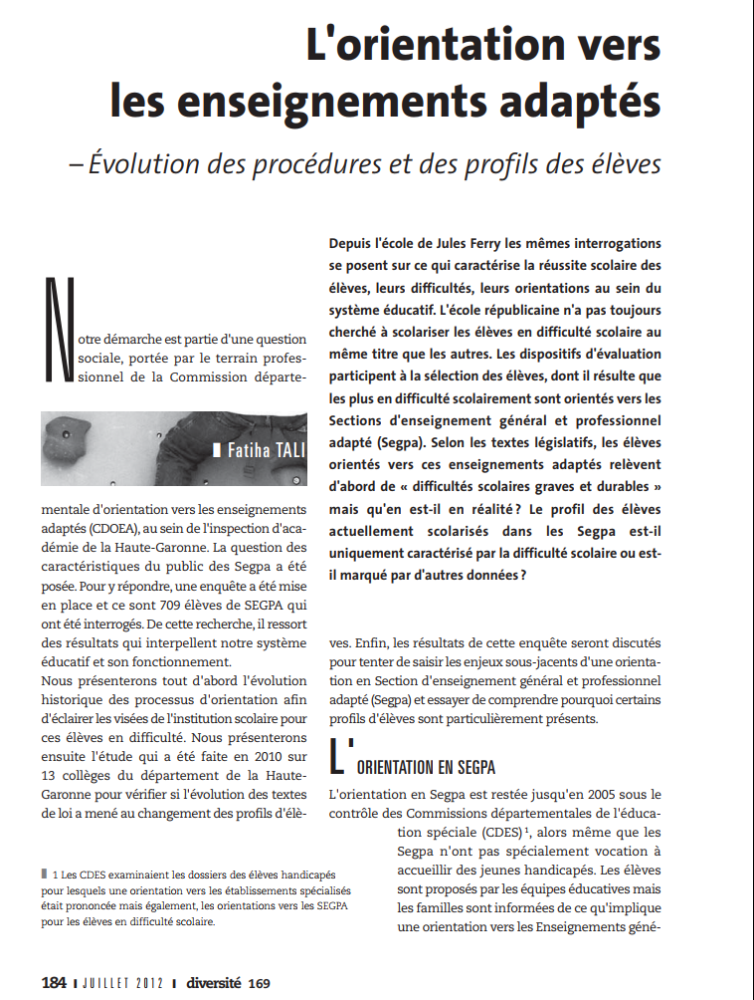 L'orientation vers
les enseignements adaptés
– Évolution des procédures et des profils des élèves
Depuis l'école de Jules Ferry les mêmes interrogations
se posent sur ce qui caractérise la réussite scolaire des
élèves, leurs difficultés, leurs orientations au sein du
système éducatif. L'école républicaine n'a pas toujours
cherché à scolariser les élèves en difficulté scolaire au
même titre que les autres. Les dispositifs d'évaluation
participent à la sélection des élèves, dont il résulte que
les plus en difficulté scolairement sont orientés vers les
Sections d'enseignement général et professionnel
adapté (Segpa). Selon les textes législatifs, les élèves
orientés vers ces enseignements adaptés relèvent
d'abord de « difficultés scolaires graves et durables »
mais qu'en est-il en réalité ? Le profil des élèves
actuellement scolarisés dans les Segpa est-il
uniquement caractérisé par la difficulté scolaire ou est-
il marqué par d'autres données ?
Notre démarche est partie d'une question
sociale, portée par le terrain profes-
sionnel de la Commission départe-
Fatiha TALI
mentale d'orientation vers les enseignements
adaptés (CDOEA), au sein de l'inspection d'aca-
démie de la Haute-Garonne. La question des
caractéristiques du public des Segpa a été
posée. Pour y répondre, une enquête a été mise
en place et ce sont 709 élèves de SEGPA qui
ont été interrogés. De cette recherche, il ressort
des résultats qui interpellent notre système
éducatif et son fonctionnement.
Nous présenterons tout d'abord l'évolution
historique des processus d'orientation afin
d'éclairer les visées de l'institution scolaire pour
ces élèves en difficulté. Nous présenterons
ensuite l'étude qui a été faite en 2010 sur
13 collèges du département de la Haute-
Garonne pour vérifier si l'évolution des textes
de loi a mené au changement des profils d'élè-
ves. Enfin, les résultats de cette enquête seront discutés
pour tenter de saisir les enjeux sous-jacents d'une orienta-
tion en Section d'enseignement général et professionnel
adapté (Segpa) et essayer de comprendre pourquoi certains
profils d'élèves sont particulièrement présents.
L'ORIENTATION EN SEGPA
L'orientation en Segpa est restée jusqu'en 2005 sous le
contrôle des Commissions départementales de l'éduca-
tion spéciale (CDES) 1, alors même que les
Segpa n'ont pas spécialement vocation à
accueillir des jeunes handicapés. Les élèves
sont proposés par les équipes éducatives mais
les familles sont informées de ce qu'implique
une orientation vers les Enseignements géné-
1 Les CDES examinaient les dossiers des élèves handicapés
pour lesquels une orientation vers les établissements spécialisés
était prononcée mais également, les orientations vers les SEGPA
pour les élèves en difficulté scolaire.
184 JUILLET 2012 diversité 169